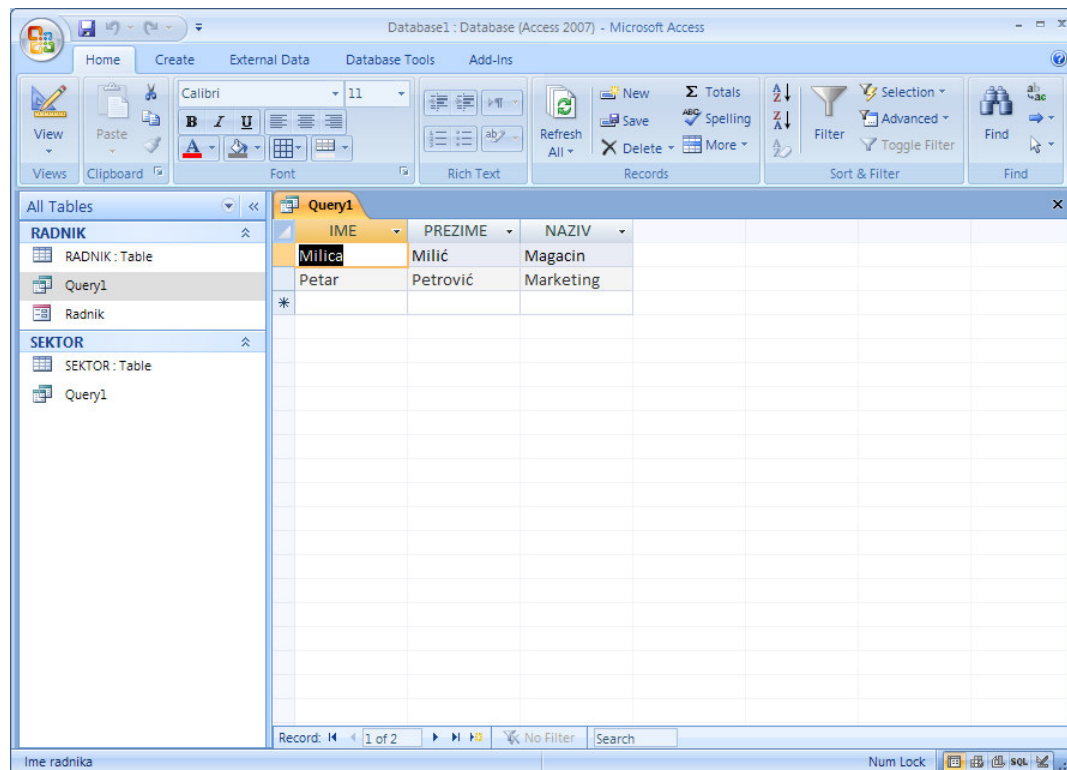 Database1 : Database (Access 2007) - Microsoft Access
Home Create External Data Database Tools Add-Ins
Calibri 11
New Σ Totals
Selection
B I U
Save Spelling
Advanced
View Paste
Refresh All
Delete More
Filter
Toggle Filter
Find
Views Clipboard Font Rich Text Records Sort & Filter Find
All Tables
Query1
RADNIK
IME PREZIME NAZIV
RADNIK : Table
Milica Milić Magacin
Query1
Petar Petrović Marketing
Radnik
SEKTOR
SEKTOR : Table
Query1
Record: 1 of 2 No Filter Search
Ime radnika
Num Lock
SQL